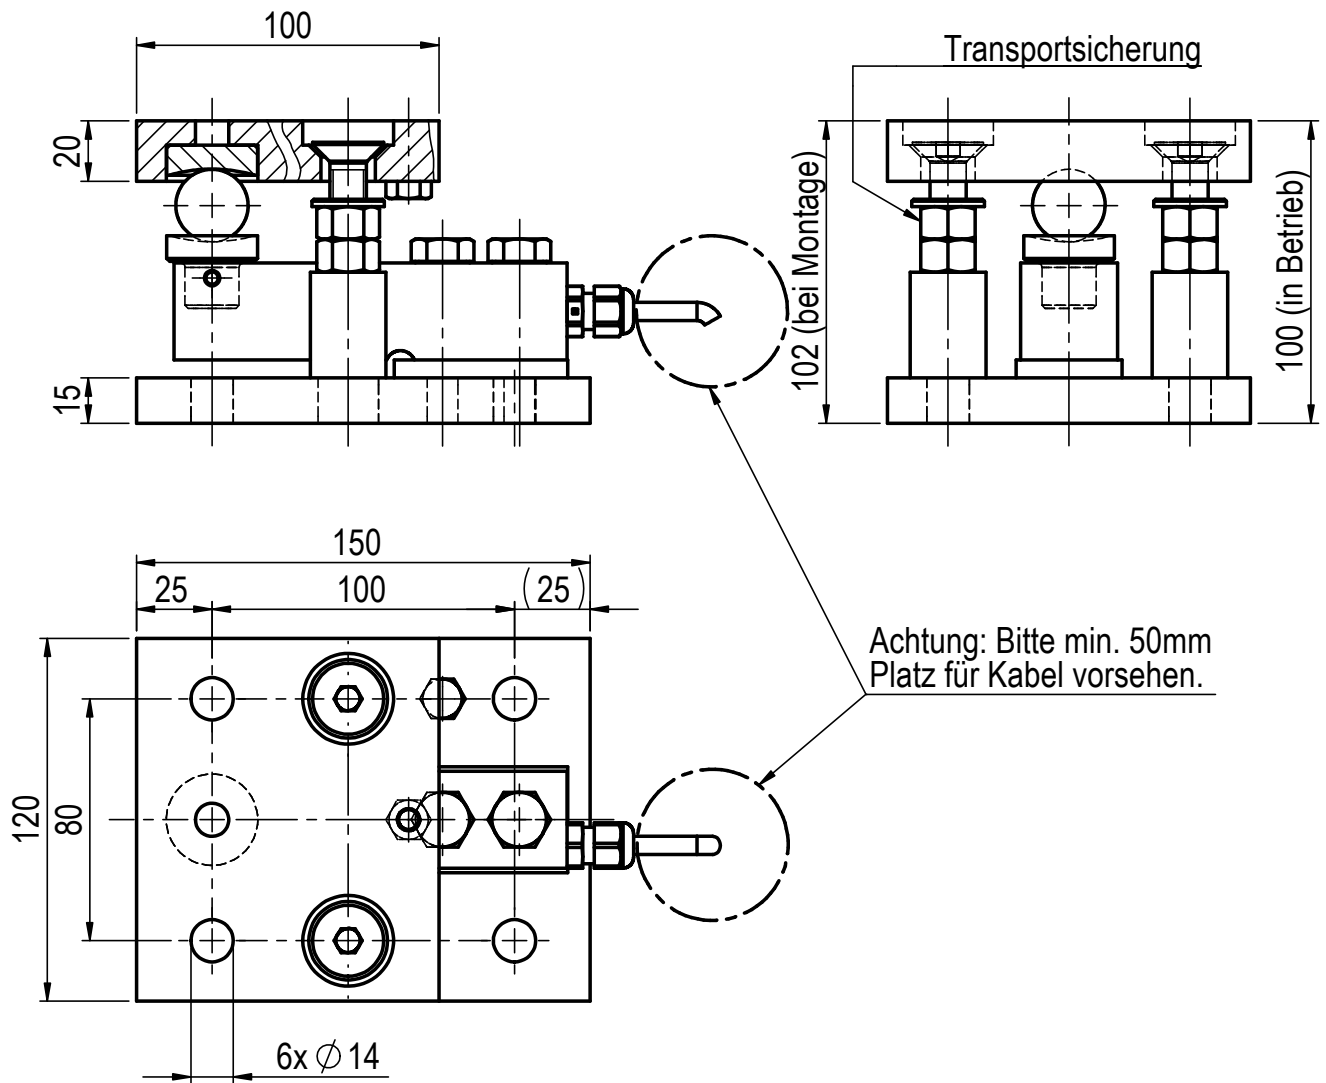 100
Transportsicherung
20
15
102 (bei Montage)
100 (in Betrieb)
150
25
100
(25)
Achtung: Bitte min. 50mm
Platz für Kabel vorsehen.
120
80
6x ∅ 14